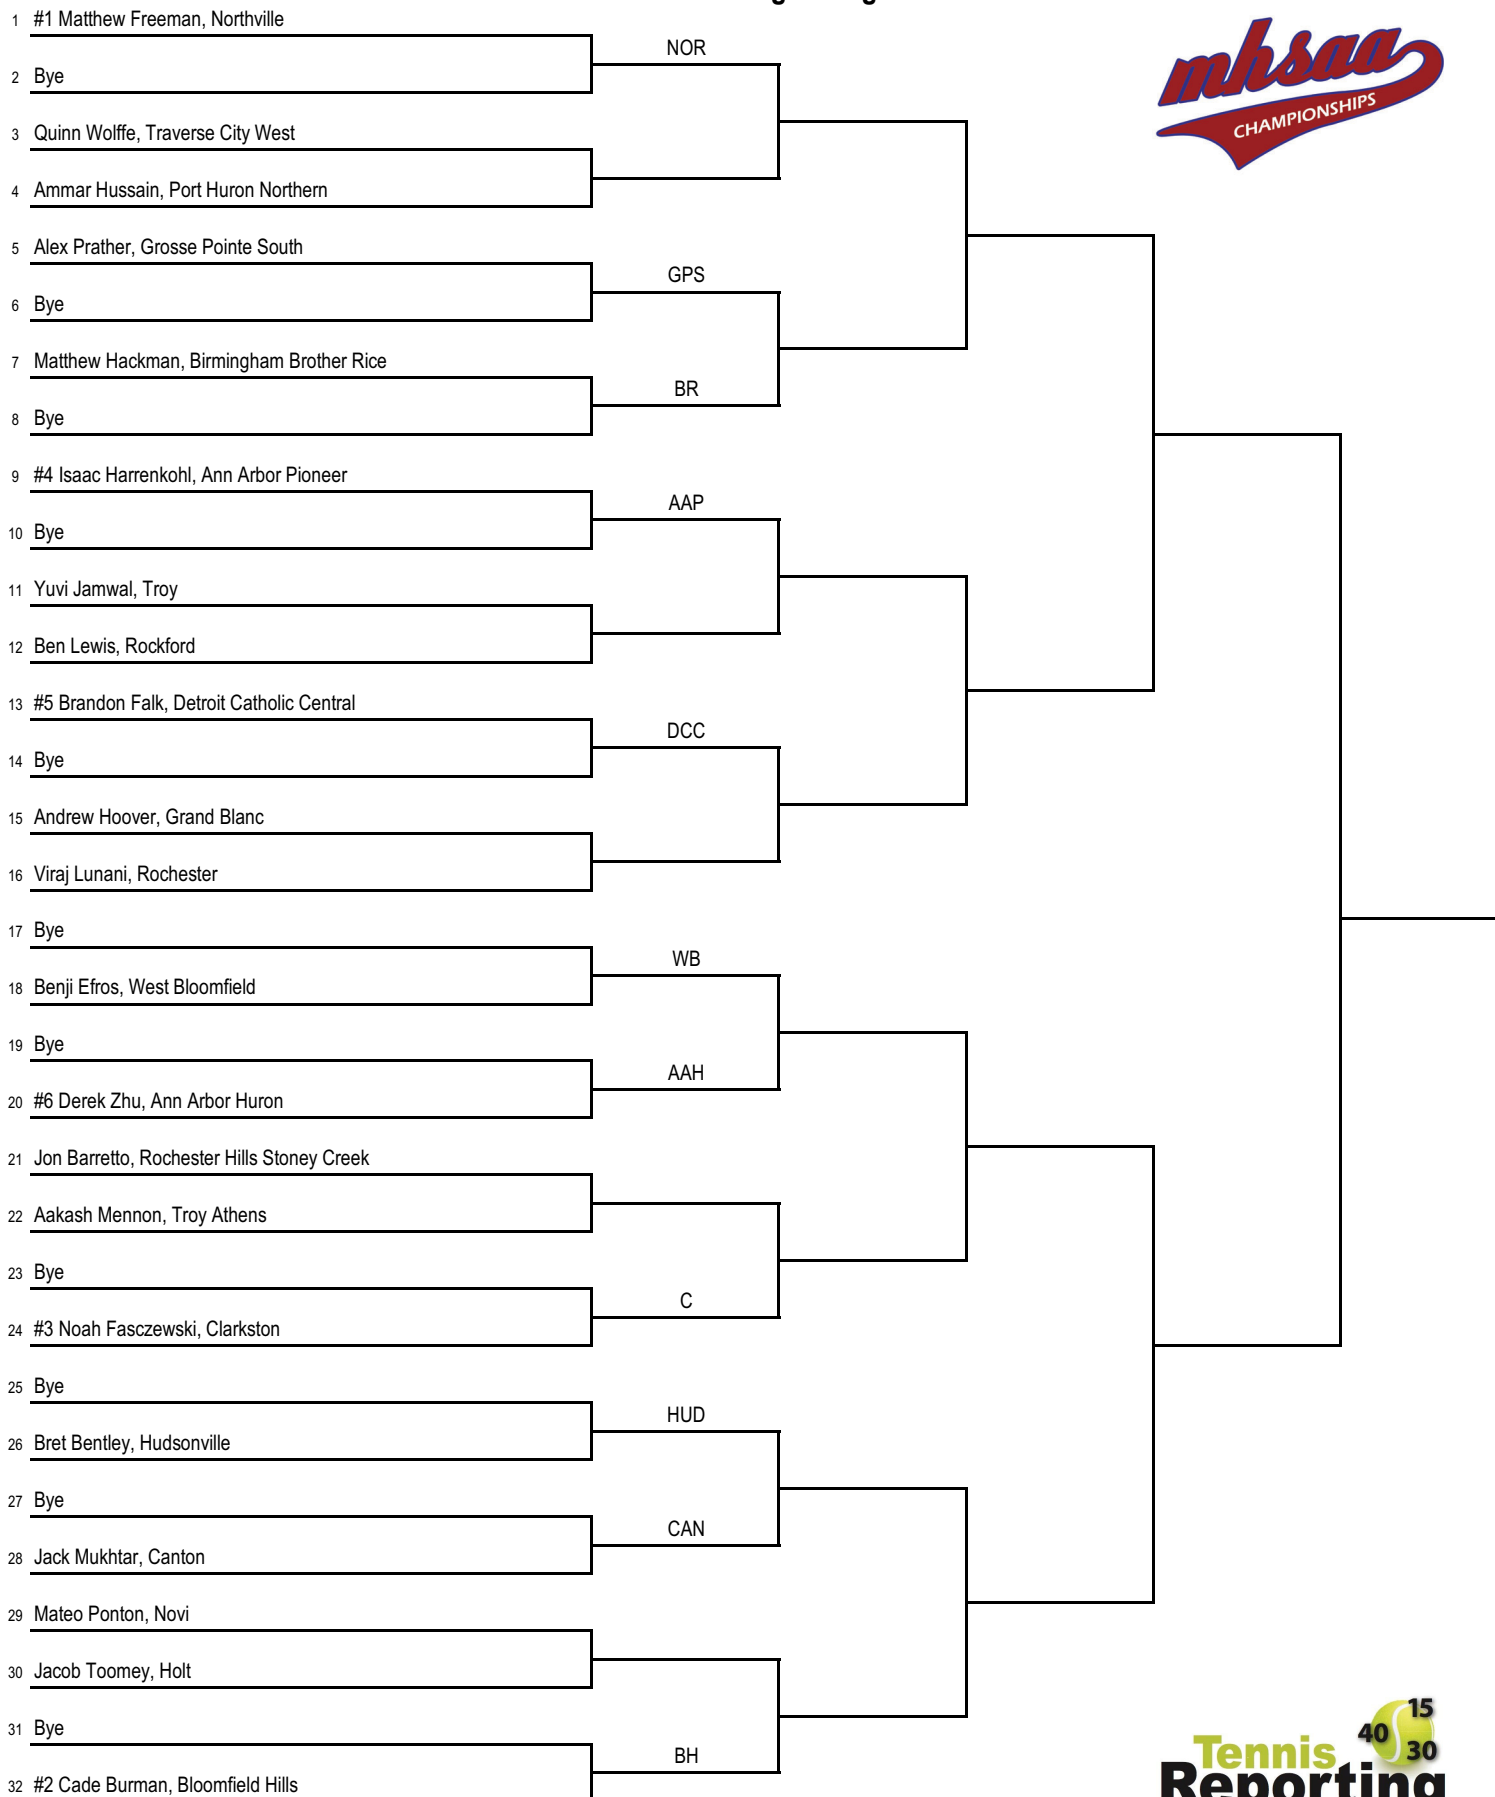 1 #1 Matthew Freeman, Northville
NOR
2 Bye
3 Quinn Wolffe, Traverse City West
4 Ammar Hussain, Port Huron Northern
5 Alex Prather, Grosse Pointe South
GPS
6 Bye
7 Matthew Hackman, Birmingham Brother Rice
BR
8 Bye
9 #4 Isaac Harrenkohl, Ann Arbor Pioneer
AAP
10 Bye
11 Yuvi Jamwal, Troy
12 Ben Lewis, Rockford
13 #5 Brandon Falk, Detroit Catholic Central
DCC
14 Bye
15 Andrew Hoover, Grand Blanc
16 Viraj Lunani, Rochester
17 Bye
WB
18 Benji Efros, West Bloomfield
19 Bye
AAH
20 #6 Derek Zhu, Ann Arbor Huron
21 Jon Barretto, Rochester Hills Stoney Creek
22 Aakash Mennon, Troy Athens
23 Bye
C
24 #3 Noah Fasczewski, Clarkston
25 Bye
HUD
26 Bret Bentley, Hudsonville
27 Bye
CAN
28 Jack Mukhtar, Canton
29 Mateo Ponton, Novi
30 Jacob Toomey, Holt
31 Bye
BH
32 #2 Cade Burman, Bloomfield Hills
mhsaa
CHAMPIONSHIPS
15
40
30
Tennis
Reporting